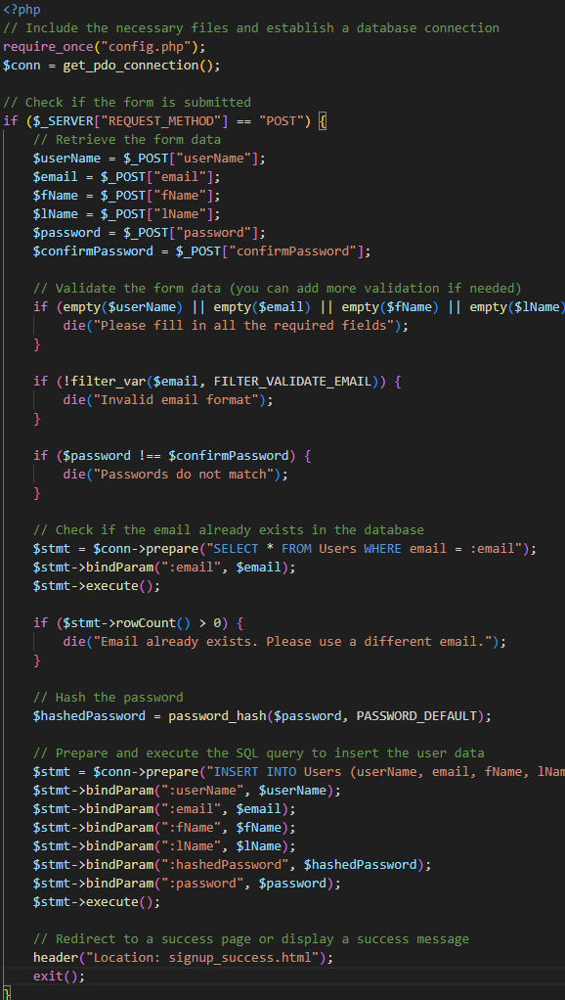 <?php
// Include the necessary files and establish a database connection
require_once("config.php");
$conn = get_pdo_connection();
// Check if the form is submitted
if ($_SERVER["REQUEST_METHOD"] == "POST") {
// Retrieve the form data
$userName = $_POST["userName"];
$email = $_POST["email"];
$fName = $_POST["fName"];
$lName = $_POST["lName"];
$password = $_POST["password"];
$confirmPassword = $_POST["confirmPassword"];
// Validate the form data (you can add more validation if needed)
if (empty($userName) || empty($email) || empty($fName) || empty($lName)
die("Please fill in all the required fields");
}
if (!filter_var($email, FILTER_VALIDATE_EMAIL)) {
die("Invalid email format");
}
if ($password !== $confirmPassword) {
die("Passwords do not match");
}
// Check if the email already exists in the database
$stmt = $conn->prepare("SELECT * FROM Users WHERE email = :email");
$stmt->bindParam(":email", $email);
$stmt->execute();
if ($stmt->rowCount() > 0) {
die("Email already exists. Please use a different email.");
}
// Hash the password
$hashedPassword = password_hash($password, PASSWORD_DEFAULT);
// Prepare and execute the SQL query to insert the user data
$stmt = $conn->prepare("INSERT INTO Users (userName, email, fName, lNam
$stmt->bindParam(":userName", $userName);
$stmt->bindParam(":email", $email);
$stmt->bindParam(":fName", $fName);
$stmt->bindParam(":lName", $lName);
$stmt->bindParam(":hashedPassword", $hashedPassword);
$stmt->bindParam(":password", $password);
$stmt->execute();
// Redirect to a success page or display a success message
header("Location: signup_success.html");
exit();
}